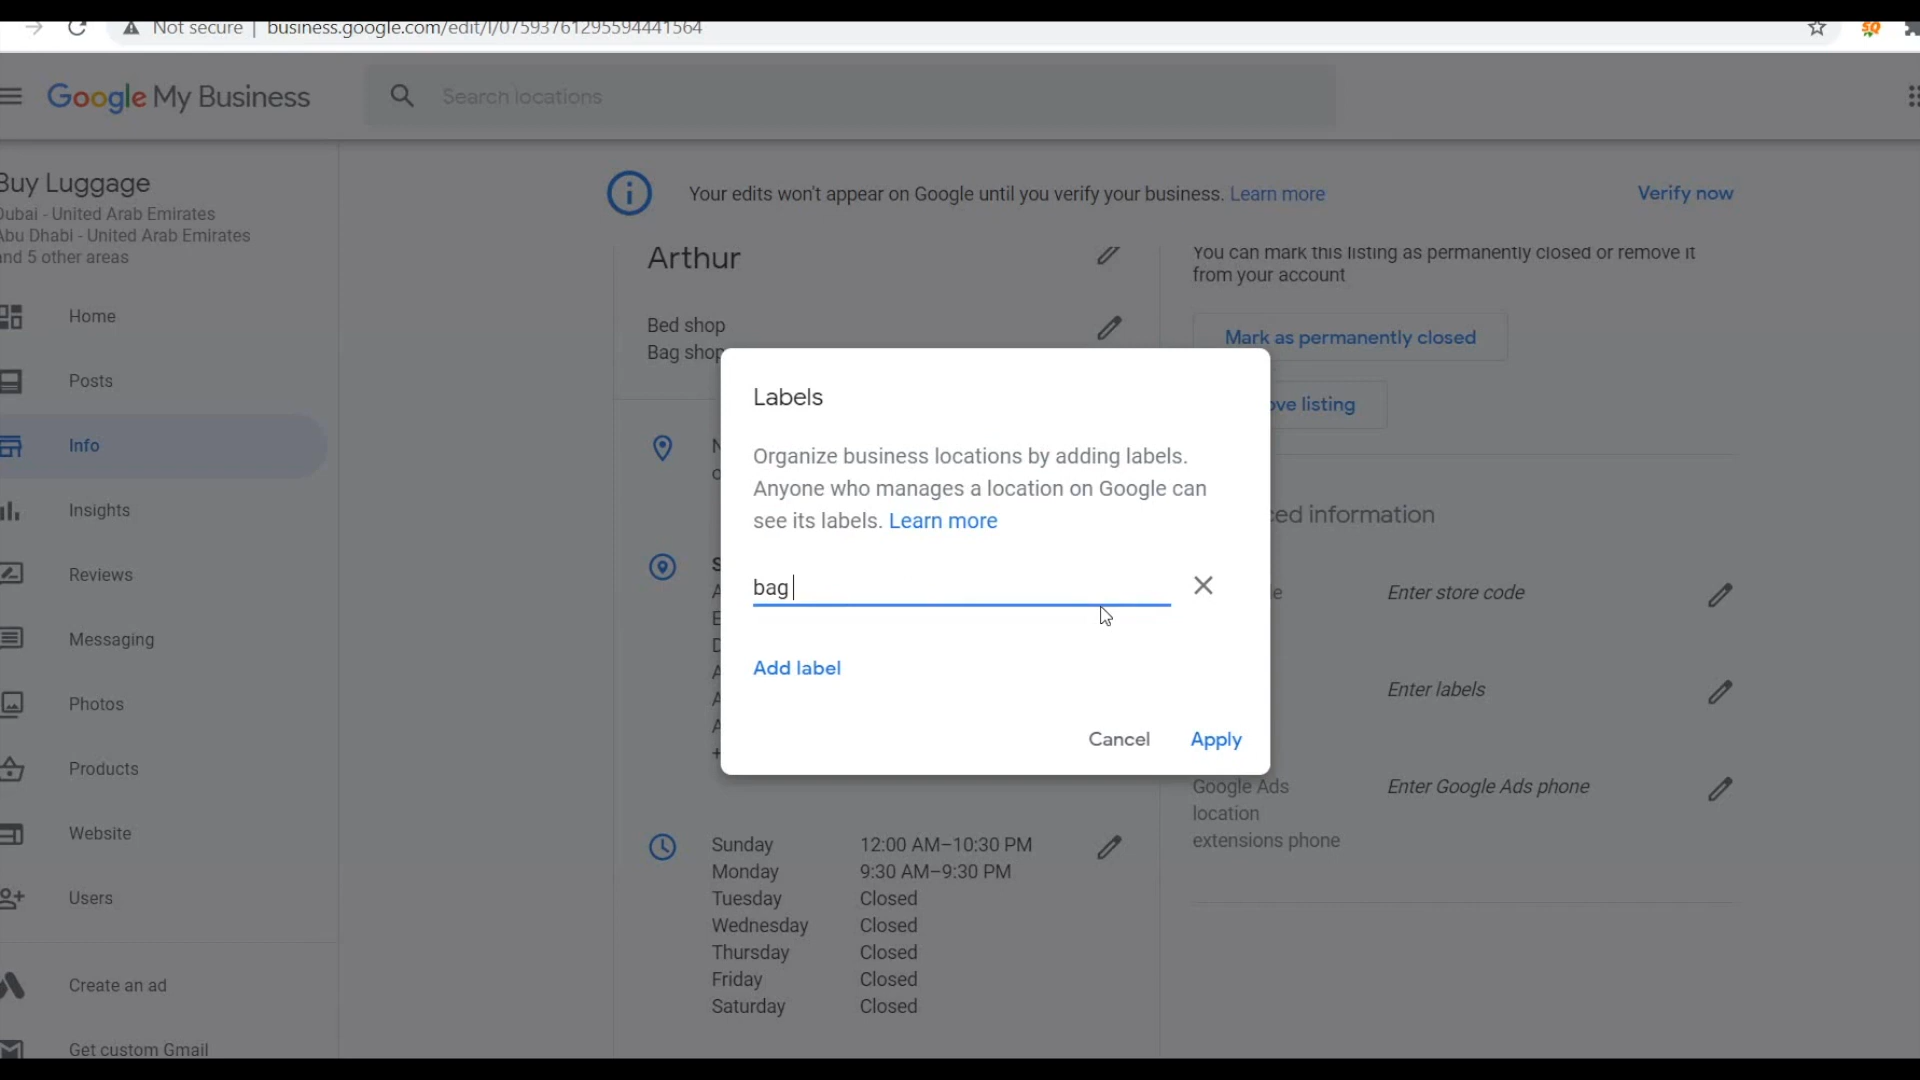 Not secure | business.google.com/edit/l/07593761295594441564
Google My Business
Search locations
Buy Luggage
Dubai - United Arab Emirates
Abu Dhabi - United Arab Emirates
and 5 other areas
Home
Posts
Info
Insights
Reviews
Messaging
Photos
Products
Website
Users
Create an ad
Get custom Gmail
Your edits won't appear on Google until you verify your business. Learn more
Verify now
Arthur
Bed shop
Bag shop
You can mark this listing as permanently closed or remove it
from your account
Mark as permanently closed
ove listing
Labels
Organize business locations by adding labels.
Anyone who manages a location on Google can
see its labels. Learn more
bag
Add label
Cancel
Apply
ced information
Enter store code
Enter labels
Google Ads
location
extensions phone
Enter Google Ads phone
Sunday 12:00 AM–10:30 PM
Monday 9:30 AM–9:30 PM
Tuesday Closed
Wednesday Closed
Thursday Closed
Friday Closed
Saturday Closed